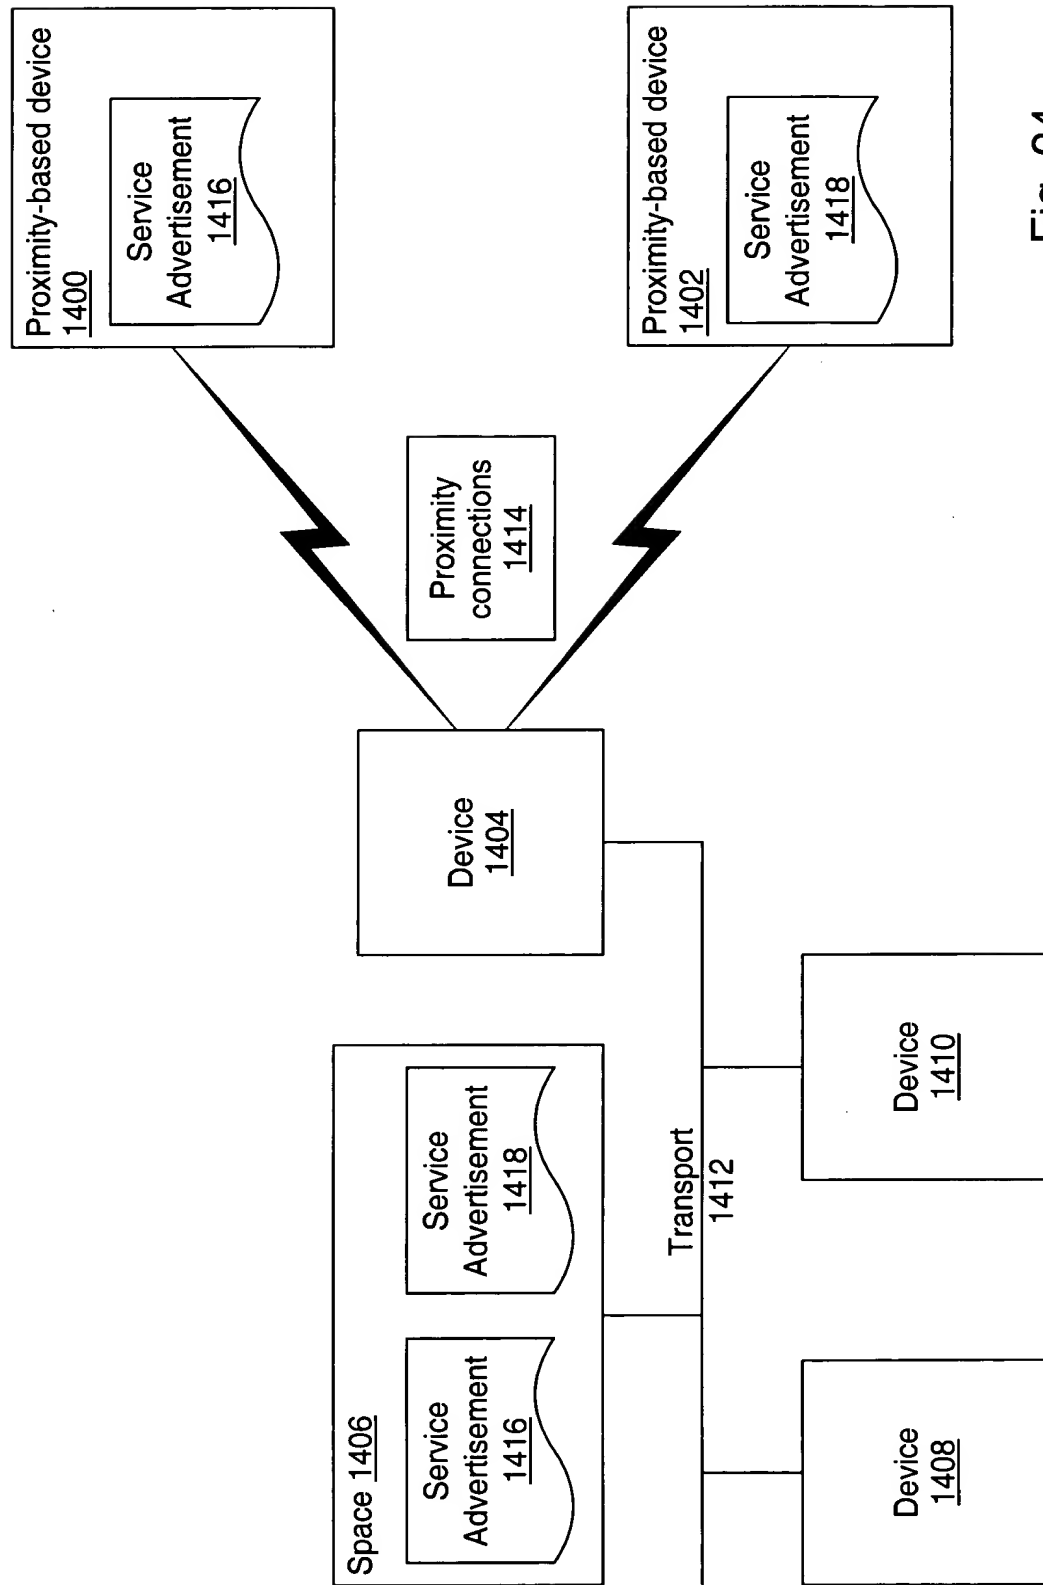 Proximity-based device
1400
Service
Advertisement
1416
Space 1406
Service
Advertisement
1416
Service
Advertisement
1418
Device
1404
Proximity
connections
1414
Proximity-based device
1402
Service
Advertisement
1418
Transport
1412
Device
1408
Device
1410
Fig.